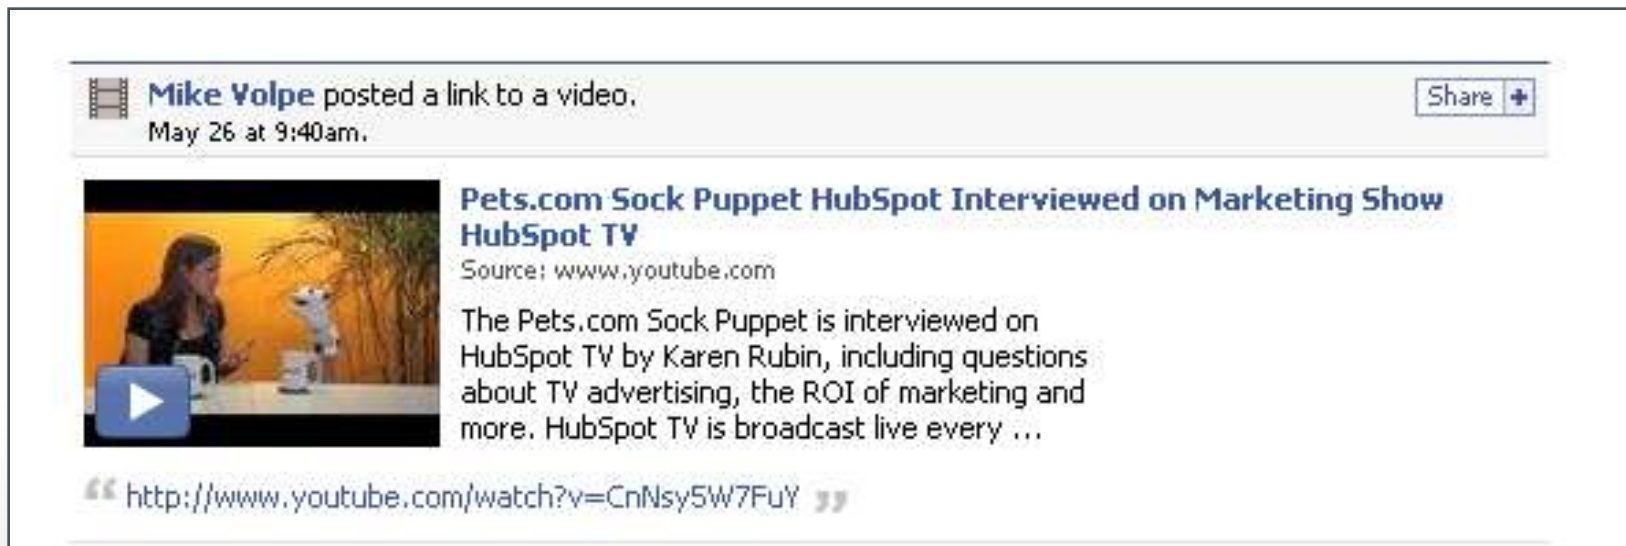 Mike Volpe posted a link to a video.
Share +
May 26 at 9:40am.
Pets.com Sock Puppet HubSpot Interviewed on Marketing Show
HubSpot TV
Source: www.youtube.com
The Pets.com Sock Puppet is interviewed on
HubSpot TV by Karen Rubin, including questions
about TV advertising, the ROI of marketing and
more. HubSpot TV is broadcast live every ...
“ http://www.youtube.com/watch?v=CnNsy5W7FuY ”